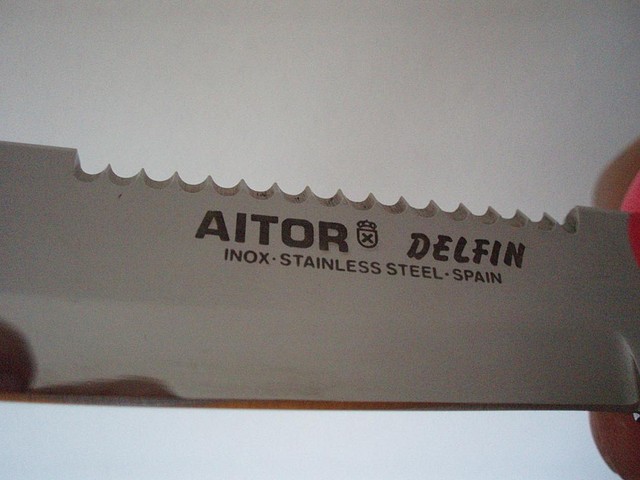 AITOR DELFIN
INOX·STAINLESS STEEL·SPAIN